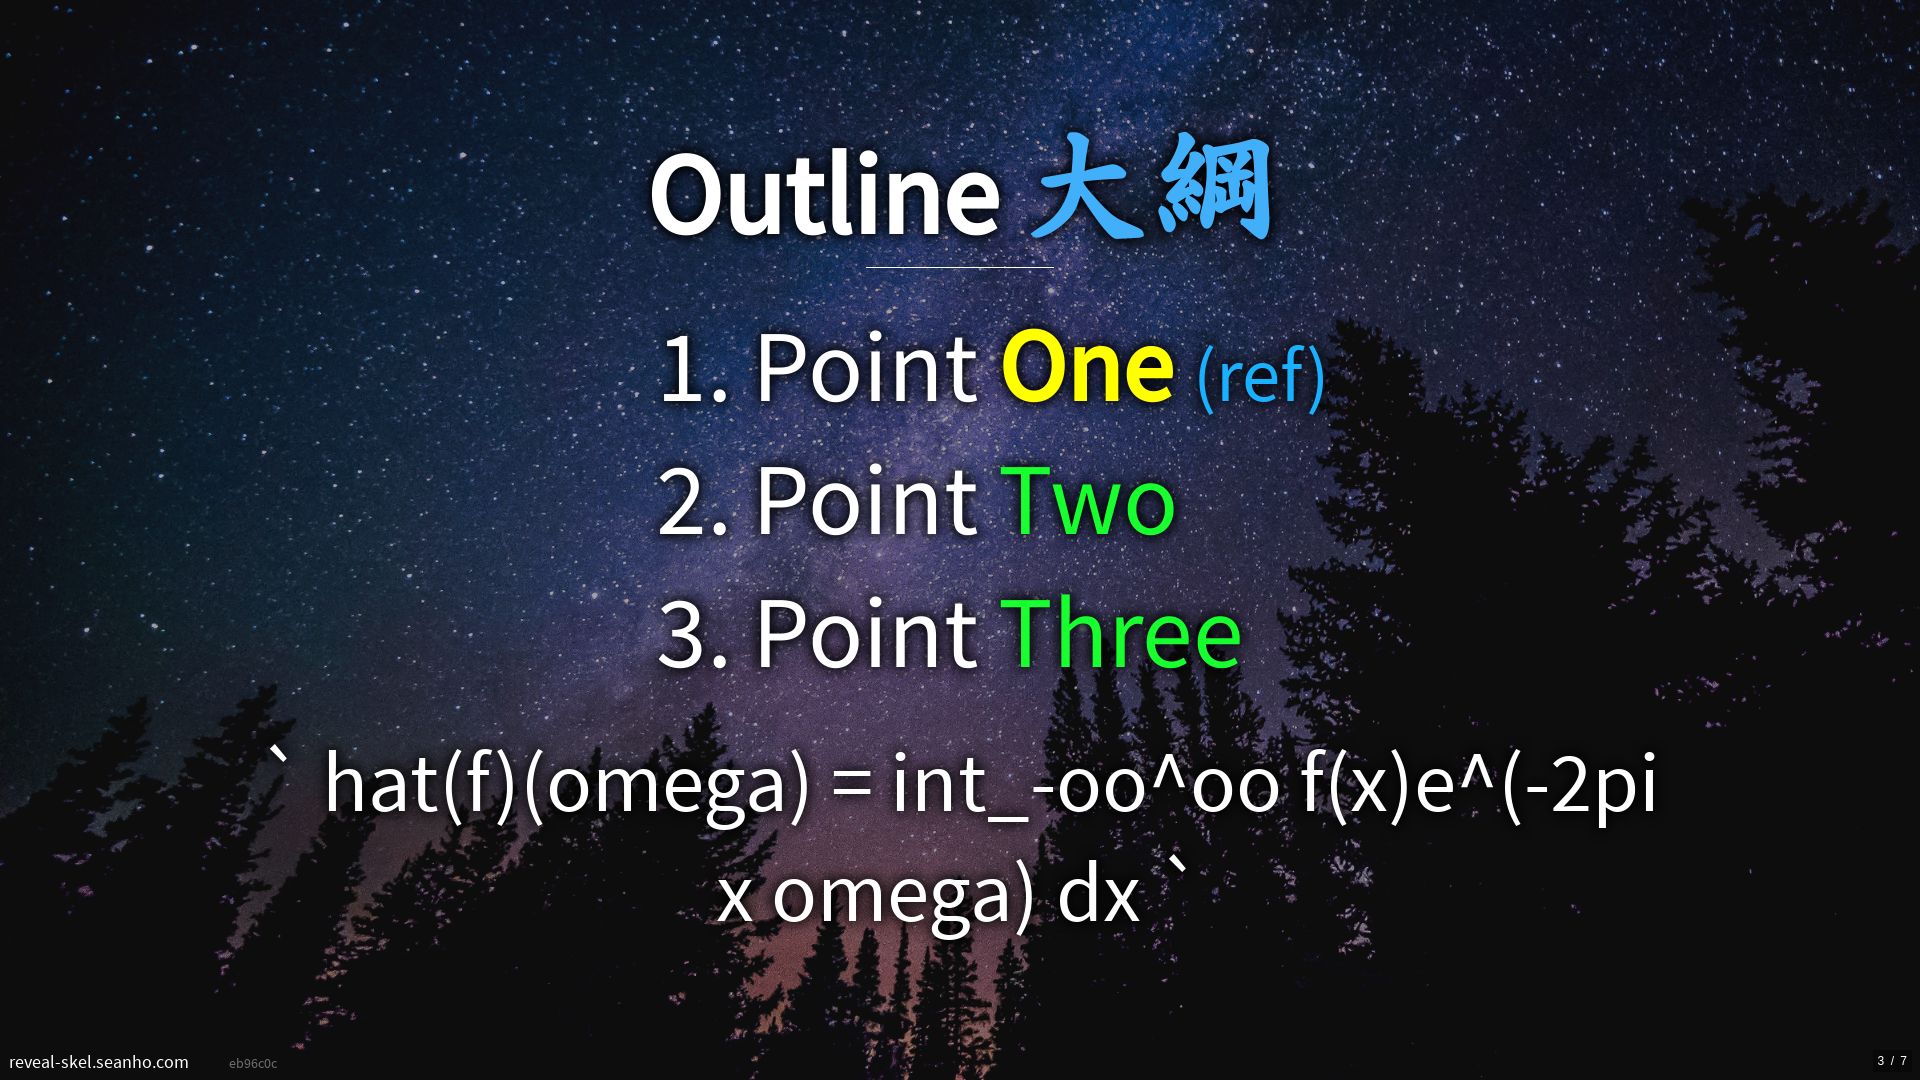 Outline 大綱
1. Point One (ref)
2. Point Two
3. Point Three
` hat(f)(omega) = int_-oo^oo f(x)e^(-2pi
x omega) dx `
reveal-skel.seanho.com eb96c0c 3 / 7